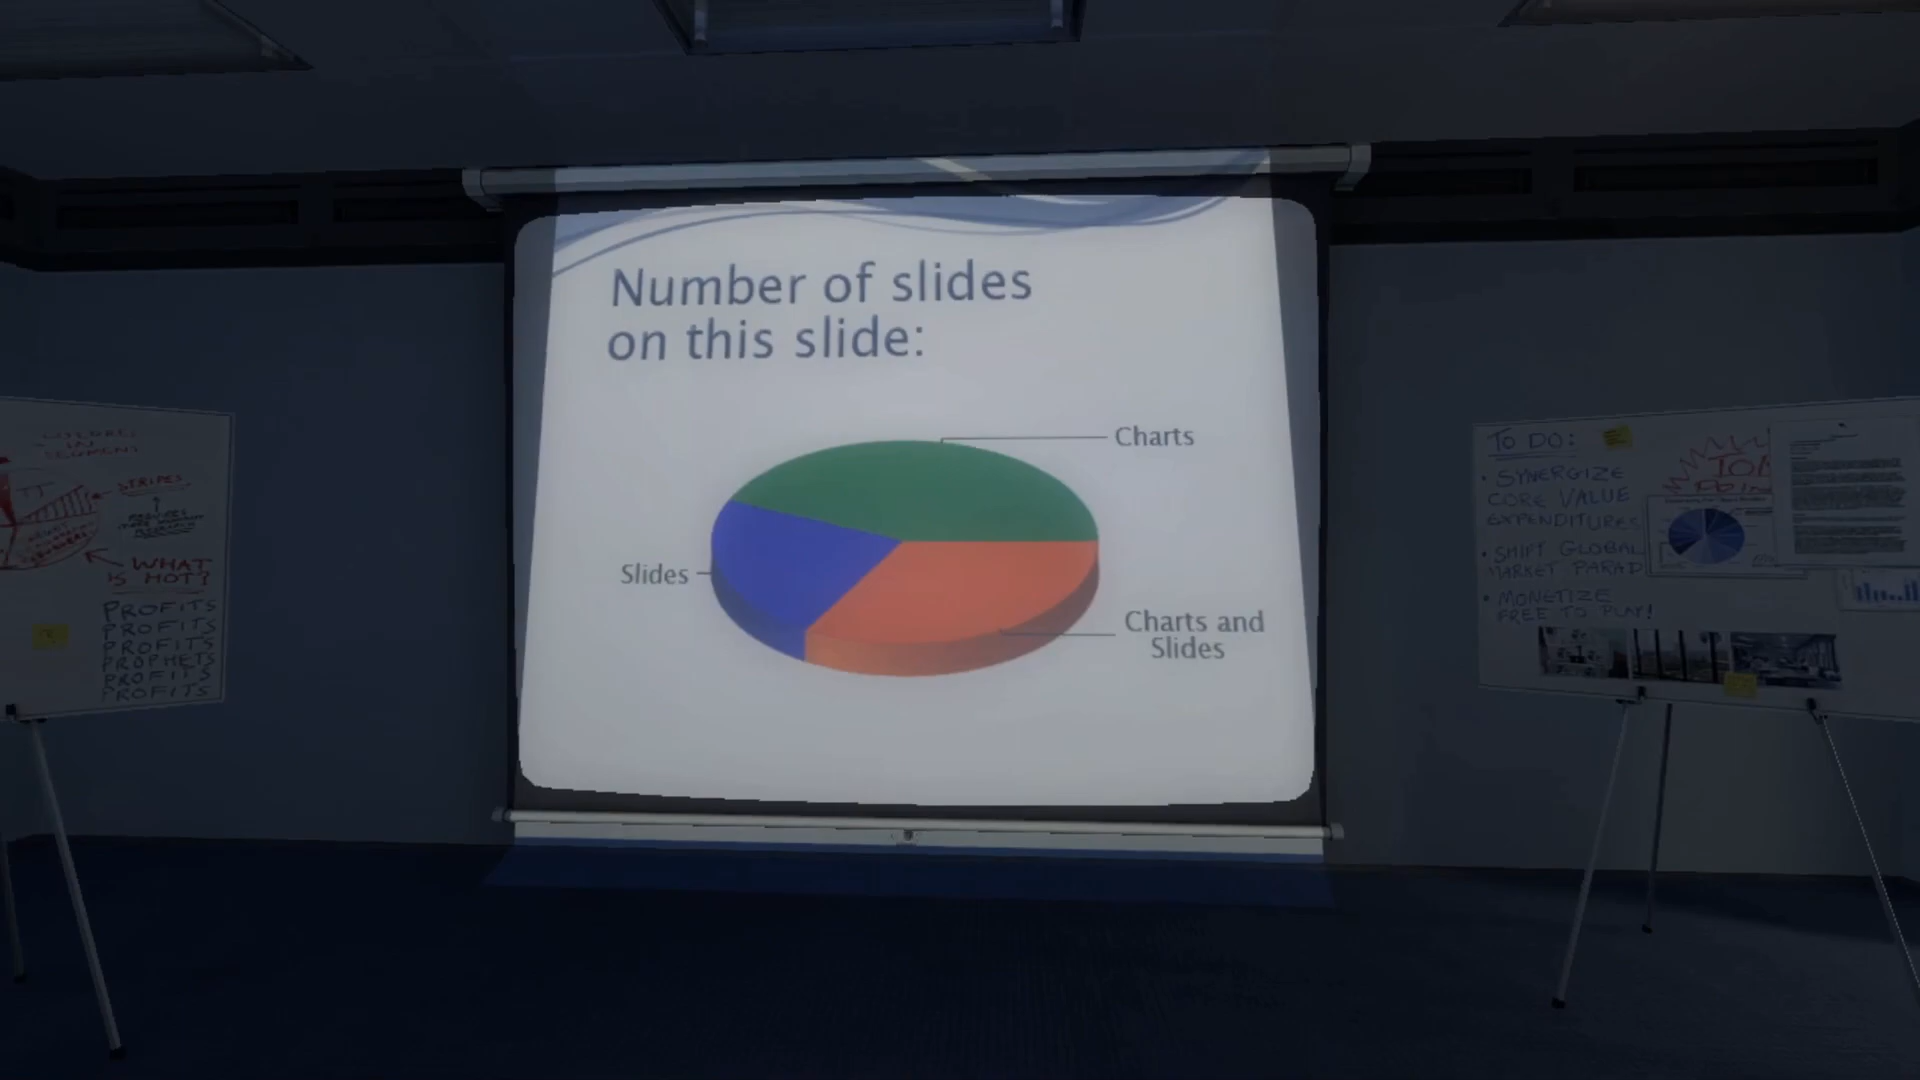 STRIPES
WHAT
IS HOT?
PROFITS
PROFITS
PROFITS
PROPHETS
PROFITS
PROFITS
Number of slides
on this slide:
Charts
Slides
Charts and
Slides
TO DO:
• SYNERGIZE
CORE VALUE
EXPENDITURES
• SHIFT GLOBAL
MARKET PARAD
• MONETIZE
FREE TO PLAY!